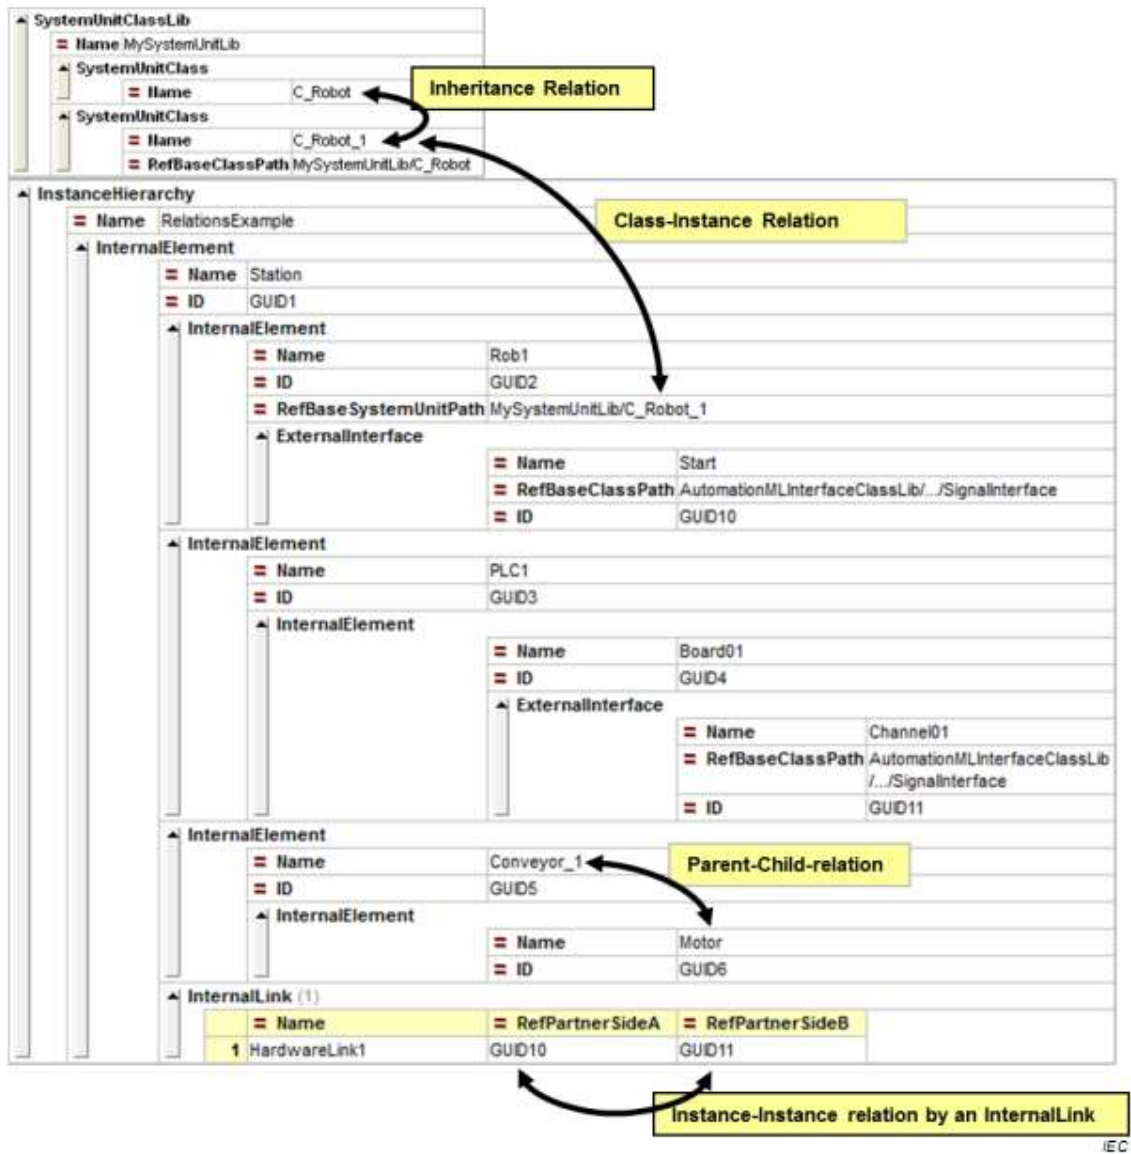 SystemUnitClassLib
= Name MySystemUnitLib
SystemUnitClass
= Name C_Robot
Inheritance Relation
SystemUnitClass
= Name C_Robot_1
= RefBaseClassPath MySystemUnitLib/C_Robot
InstanceHierarchy
= Name RelationsExample
Class-Instance Relation
InternalElement
= Name Station
= ID GUID1
InternalElement
= Name Rob1
= ID GUID2
= RefBaseSystemUnitPath MySystemUnitLib/C_Robot_1
ExternalInterface
= Name Start
= RefBaseClassPath AutomationMLInterfaceClassLib/.../SignalInterface
= ID GUID10
InternalElement
= Name PLC1
= ID GUID3
InternalElement
= Name Board01
= ID GUID4
ExternalInterface
= Name Channel01
= RefBaseClassPath AutomationMLInterfaceClassLib
/.../SignalInterface
= ID GUID11
InternalElement
= Name Conveyor_1
Parent-Child-relation
= ID GUID5
InternalElement
= Name Motor
= ID GUID6
InternalLink (1)
= Name = RefPartnerSideA = RefPartnerSideB
1 HardwareLink1 GUID10 GUID11
Instance-Instance relation by an InternalLink
IEC